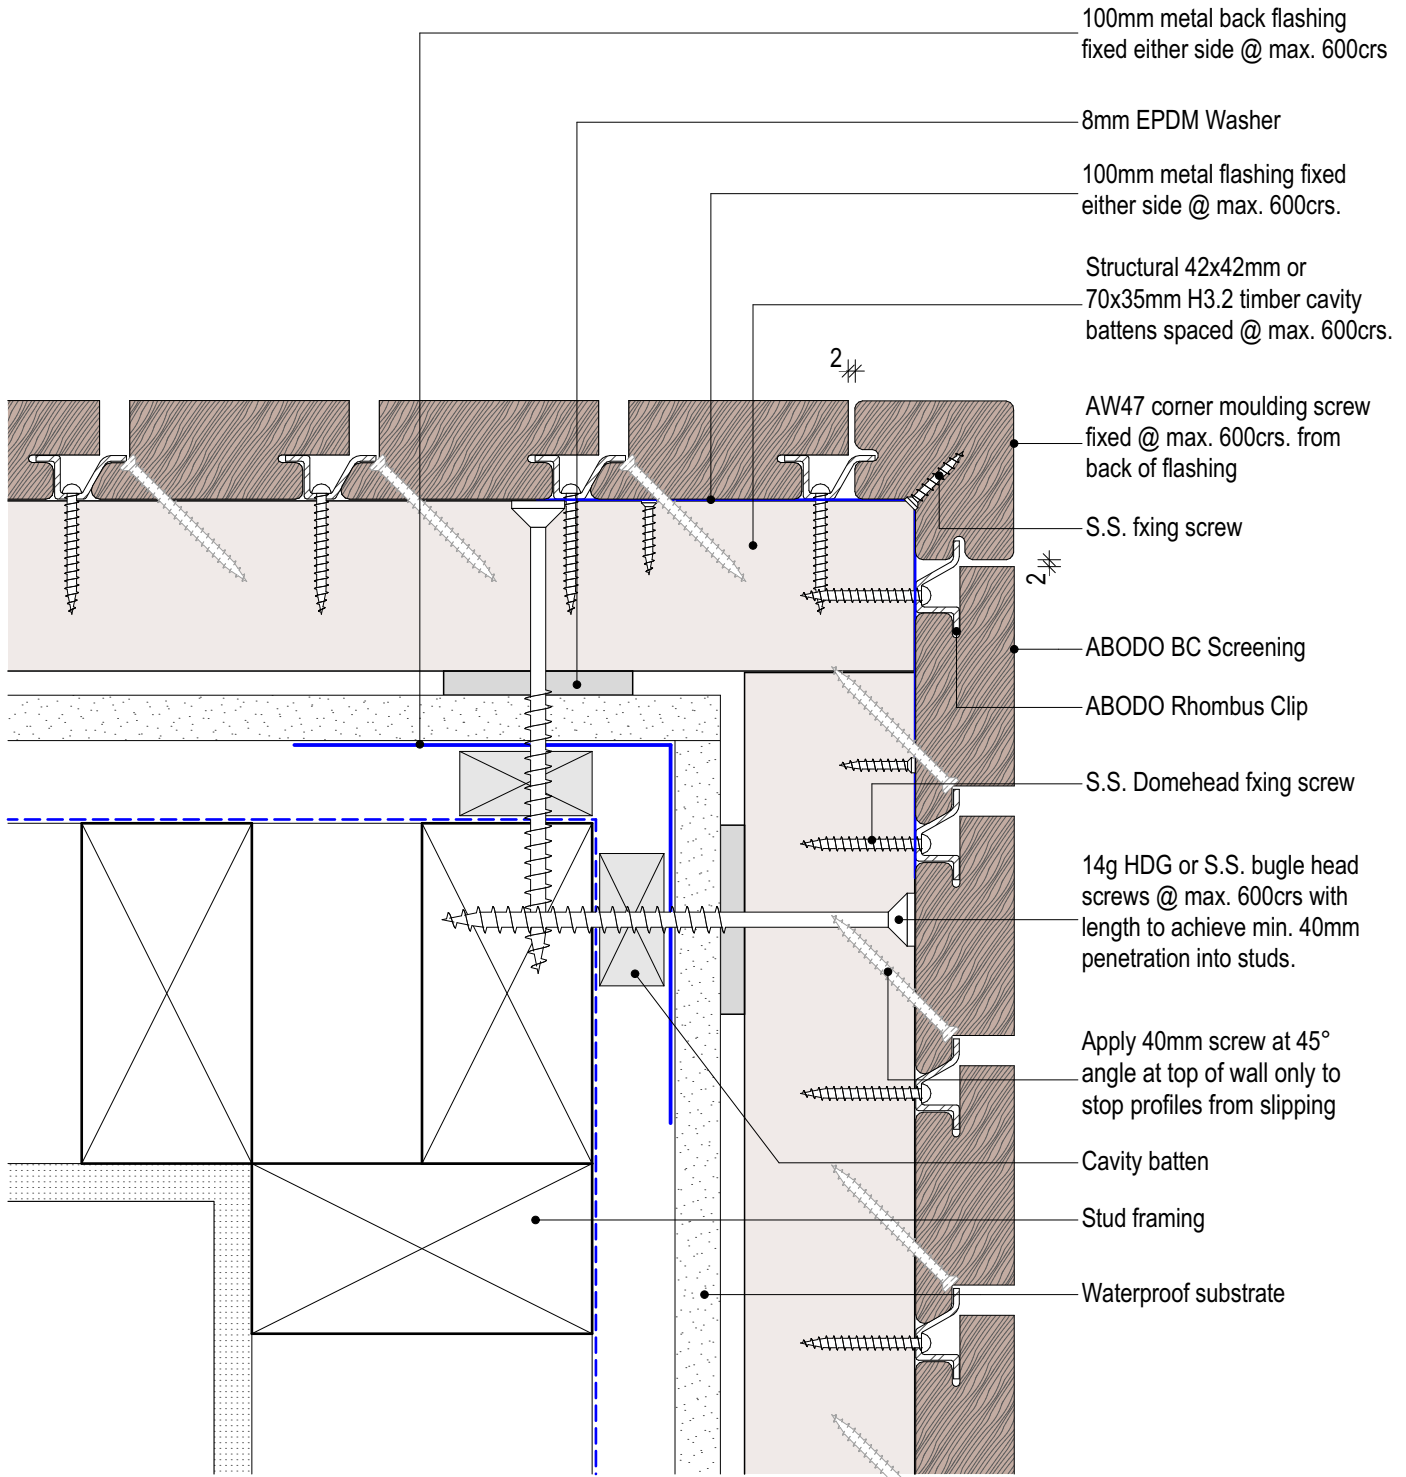 100mm metal back flashing
fixed either side @ max. 600crs
8mm EPDM Washer
100mm metal flashing fixed
either side @ max. 600crs.
Structural 42x42mm or
70x35mm H3.2 timber cavity
battens spaced @ max. 600crs.
2
AW47 corner moulding screw
fixed @ max. 600crs. from
back of flashing
S.S. fxing screw
2
ABODO BC Screening
ABODO Rhombus Clip
S.S. Domehead fxing screw
14g HDG or S.S. bugle head
screws @ max. 600crs with
length to achieve min. 40mm
penetration into studs.
Apply 40mm screw at 45°
angle at top of wall only to
stop profiles from slipping
Cavity batten
Stud framing
Waterproof substrate